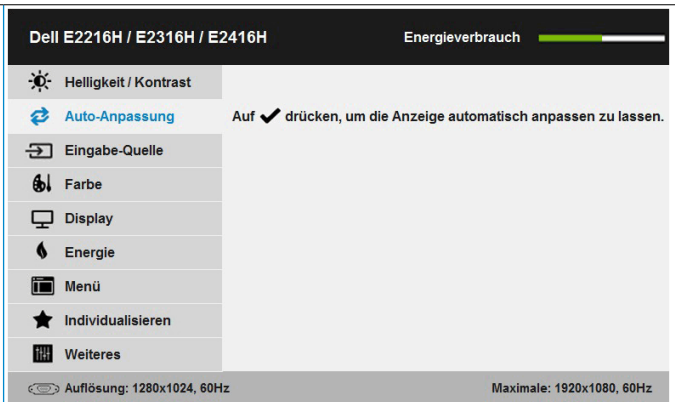 Dell E2216H / E2316H / E2416H
Energieverbrauch
Helligkeit / Kontrast
Auto-Anpassung
Auf ✔ drücken, um die Anzeige automatisch anpassen zu lassen.
Eingabe-Quelle
Farbe
Display
Energie
Menü
Individualisieren
Weiteres
Auflösung: 1280x1024, 60Hz
Maximale: 1920x1080, 60Hz